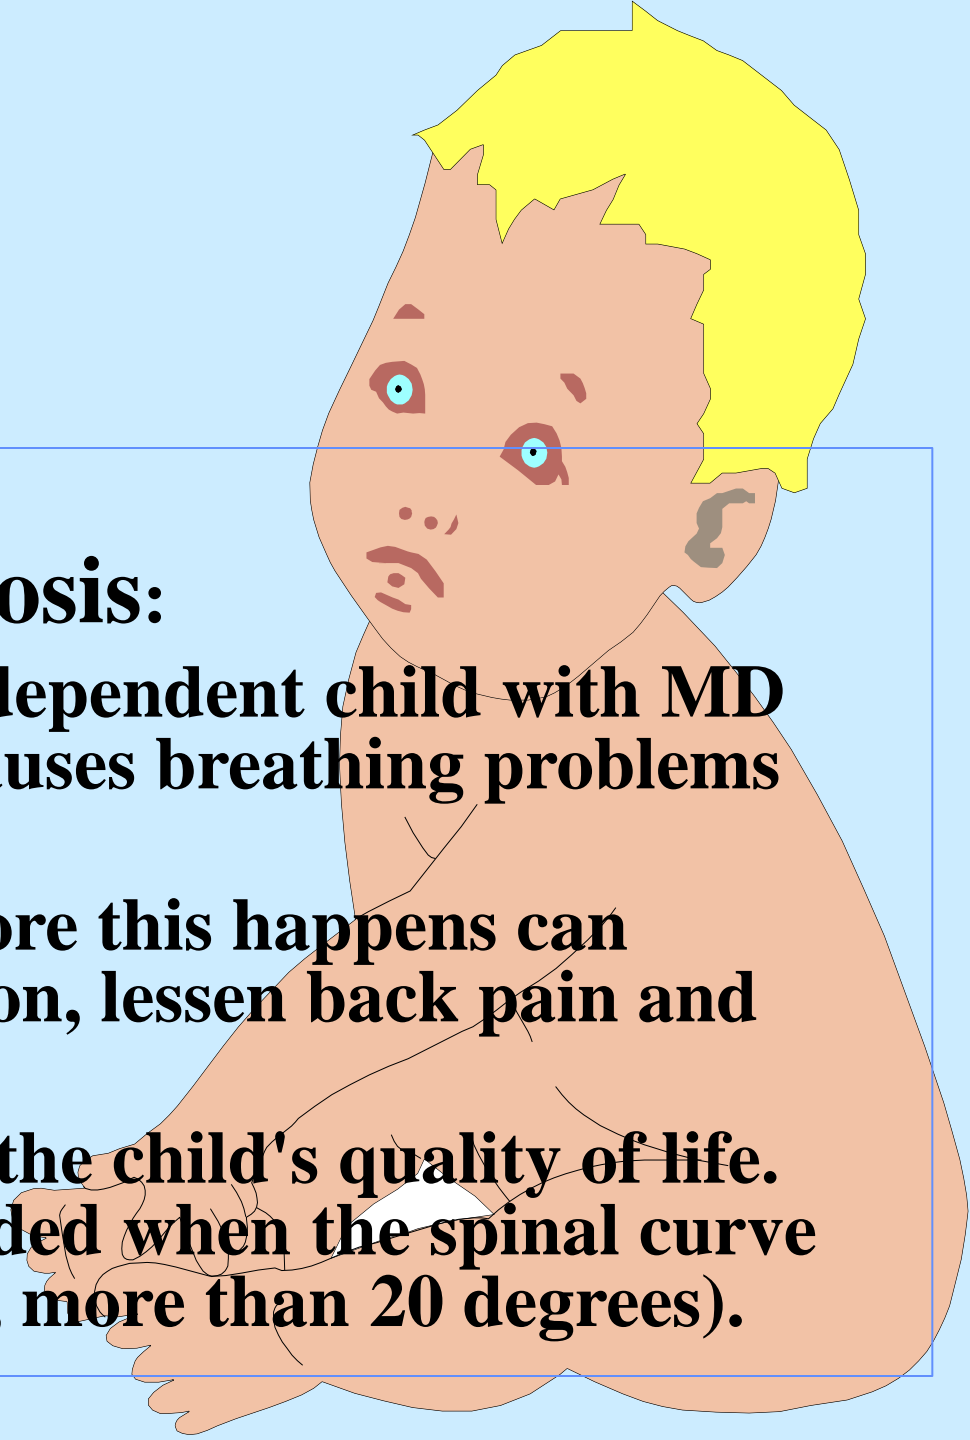 osis:
dependent child with MD
auses breathing problems
ore this happens can
on, lessen back pain and
the child's quality of life.
ded when the spinal curve
, more than 20 degrees).